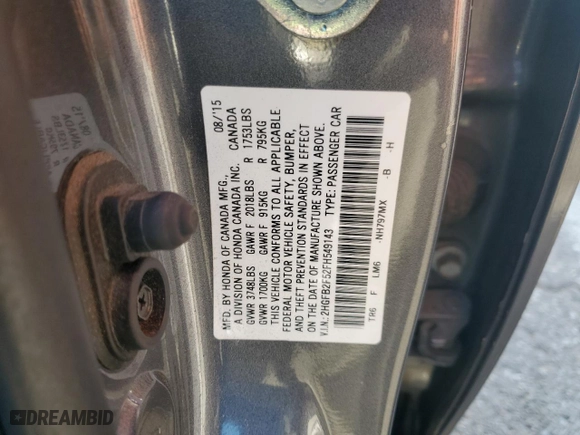 MFD. BY HONDA OF CANADA MFG., 08/'15
A DIVISION OF HONDA CANADA INC. CANADA
GVWR 3748LBS GAWR F 2018LBS R 1753LBS
GVWR 1700KG GAWR F 915KG R 795KG
THIS VEHICLE CONFORMS TO ALL APPLICABLE
FEDERAL MOTOR VEHICLE SAFETY, BUMPER,
AND THEFT PREVENTION STANDARDS IN EFFECT
ON THE DATE OF MANUFACTURE SHOWN ABOVE.
V.I.N.: 2HGFB2F52FH549143 TYPE: PASSENGER CAR
TR6 F LM6 -NH797MX -B -H
DREAMBID